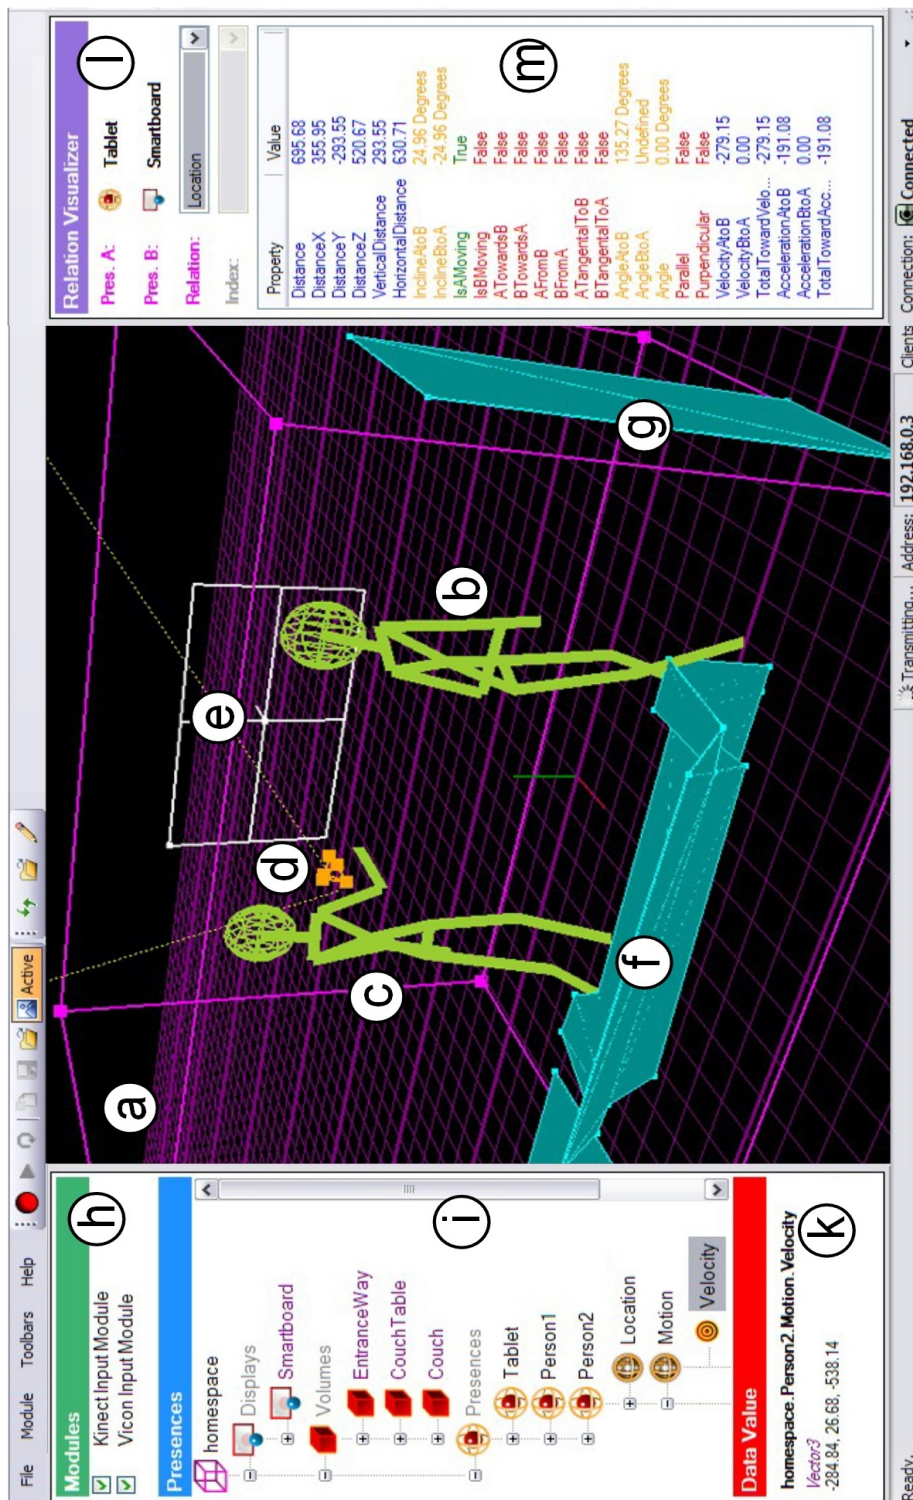 File Module Toolbars Help
Active
Modules
h
Kinect Input Module
Vicon Input Module
Presences
homespace
Displays
Smartboard
i
Volumes
EntranceWay
CouchTable
Couch
Presences
Tablet
Person1
Person2
Location
Motion
Velocity
Data Value
homespace.Person2.Motion.Velocity
Vector3
-284.84, 26.68, -538.14
k
a
c
d
e
b
f
g
Relation Visualizer
Pres. A: Tablet
l
Pres. B: Smartboard
Relation: Location
Index:
Property Value
Distance 695.68
DistanceX 355.95
DistanceY -293.55
DistanceZ 520.67
VerticalDistance 293.55
HorizontalDistance 630.71
InclineAtoB 24.96 Degrees
InclineBtoA -24.96 Degrees
IsAMoving True
IsBMoving False
ATowardsB False
m
BTowardsA False
AFromB False
BFromA False
ATangentalToB False
BTangentalToA False
AngleAtoB 135.27 Degrees
AngleBtoA Undefined
Angle 0.00 Degrees
Parallel False
Purpendicular False
VelocityAtoB -279.15
VelocityBtoA 0.00
TotalTowardVelo... -279.15
AccelerationAtoB -191.08
AccelerationBtoA 0.00
TotalTowardAcc... -191.08
Ready. Transmitting... Address: 192.168.0.3 Clients Connection: Connected